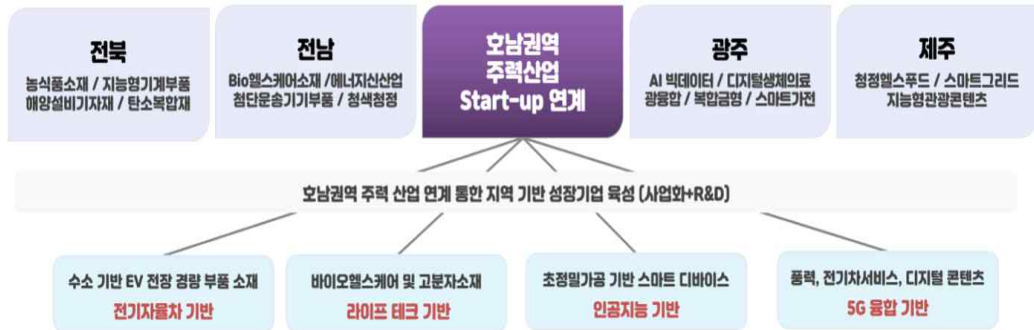 전북
농식품소재 / 지능형기계부품
해양설비기자재 / 탄소복합재
전남
Bio헬스케어소재 /에너지신산업
첨단운송기기부품 / 청색청정
호남권역
주력산업
Start-up 연계
광주
AI 빅데이터 / 디지털생체의료
광융합 / 복합금형 / 스마트가전
제주
청정헬스푸드 / 스마트그리드
지능형관광콘텐츠
호남권역 주력 산업 연계 통한 지역 기반 성장기업 육성 (사업화+R&D)
수소 기반 EV 전장 경량 부품 소재
전기자율차 기반
바이오헬스케어 및 고분자소재
라이프 테크 기반
초정밀가공 기반 스마트 디바이스
인공지능 기반
풍력, 전기차서비스, 디지털 콘텐츠
5G 융합 기반